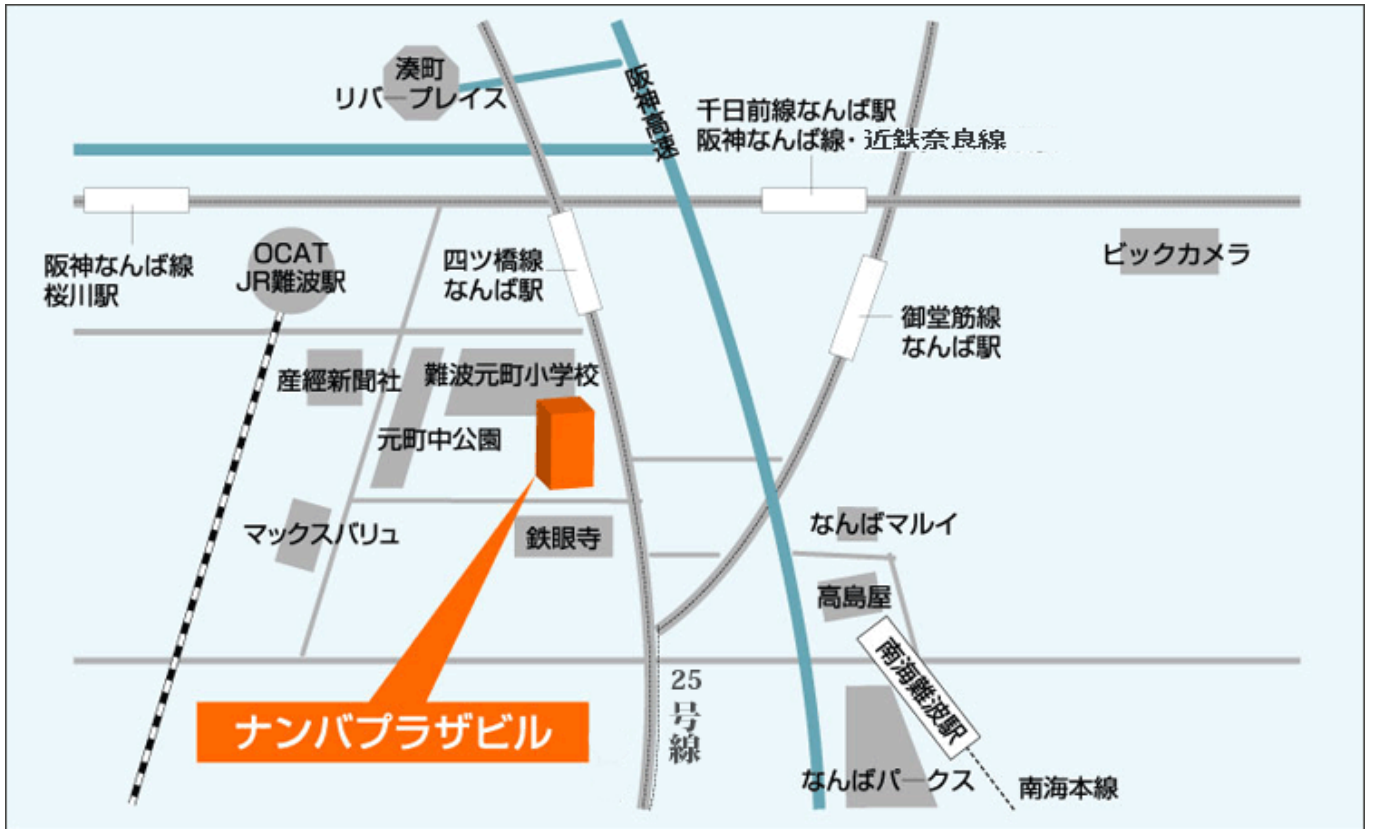 湊町
リバープレイス
阪神高速
千日前線なんば駅
阪神なんば線・近鉄奈良線
阪神なんば線
桜川駅
OCAT
JR難波駅
四ツ橋線
なんば駅
ビックカメラ
御堂筋線
なんば駅
産經新聞社
難波元町小学校
元町中公園
マックスバリュ
鉄眼寺
なんばマルイ
高島屋
南海難波駅
25号線
ナンバプラザビル
なんばパークス
南海本線